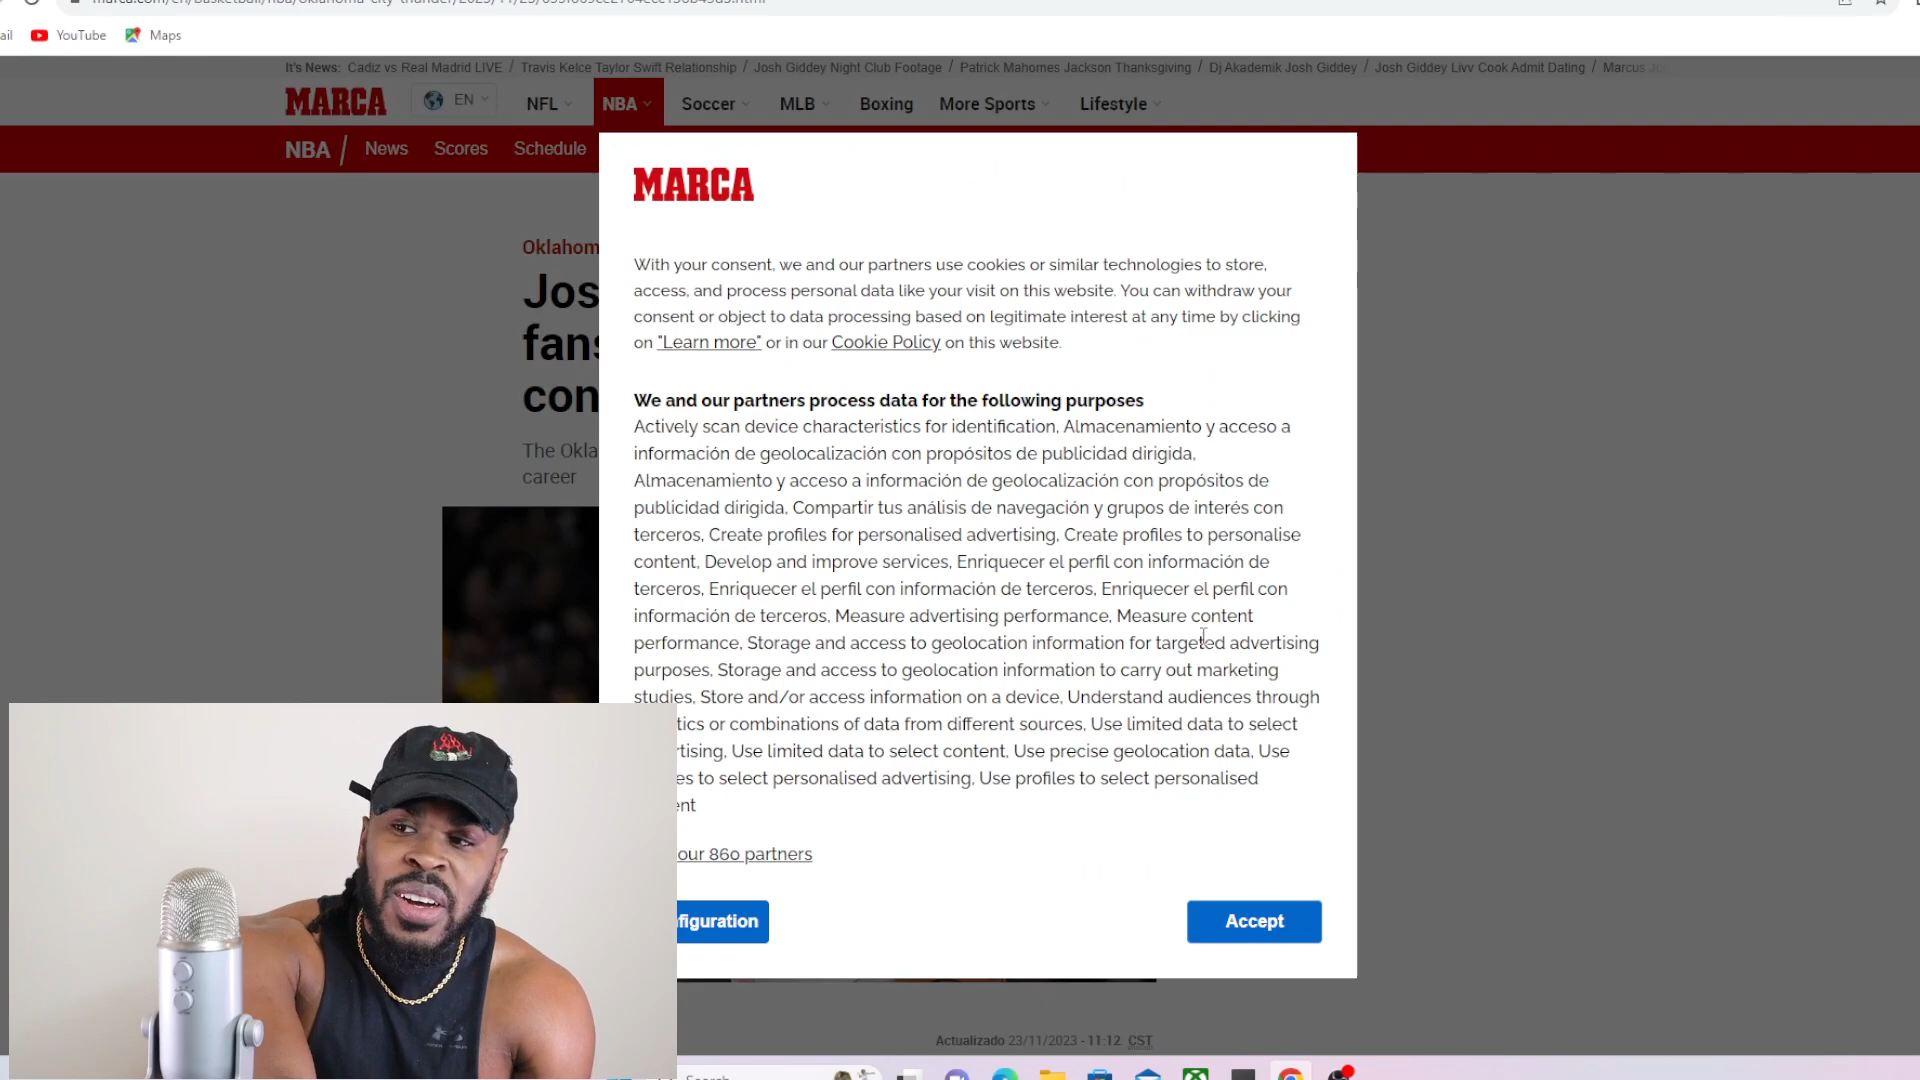 YouTube Maps
It's News: Cadiz vs Real Madrid LIVE / Travis Kelce Taylor Swift Relationship / Josh Giddey Night Club Footage / Patrick Mahomes Jackson Thanksgiving / Dj Akademik Josh Giddey / Josh Giddey Livv Cook Admit Dating / Marcus
MARCA EN NFL NBA Soccer MLB Boxing More Sports Lifestyle
NBA / News Scores Schedule
MARCA
Oklahom
Jos
fans
con
The Okla
career
With your consent, we and our partners use cookies or similar technologies to store,
access, and process personal data like your visit on this website. You can withdraw your
consent or object to data processing based on legitimate interest at any time by clicking
on "Learn more" or in our Cookie Policy on this website.
We and our partners process data for the following purposes
Actively scan device characteristics for identification, Almacenamiento y acceso a
información de geolocalización con propósitos de publicidad dirigida,
Almacenamiento y acceso a información de geolocalización con propósitos de
publicidad dirigida, Compartir tus análisis de navegación y grupos de interés con
terceros, Create profiles for personalised advertising, Create profiles to personalise
content, Develop and improve services, Enriquecer el perfil con información de
terceros, Enriquecer el perfil con información de terceros, Enriquecer el perfil con
información de terceros, Measure advertising performance, Measure content
performance, Storage and access to geolocation information for targeted advertising
purposes, Storage and access to geolocation information to carry out marketing
studies, Store and/or access information on a device, Understand audiences through
tics or combinations of data from different sources, Use limited data to select
rtising, Use limited data to select content, Use precise geolocation data, Use
es to select personalised advertising, Use profiles to select personalised
ent
our 860 partners
figuration Accept
Actualizado 23/11/2023 - 11:12 CST